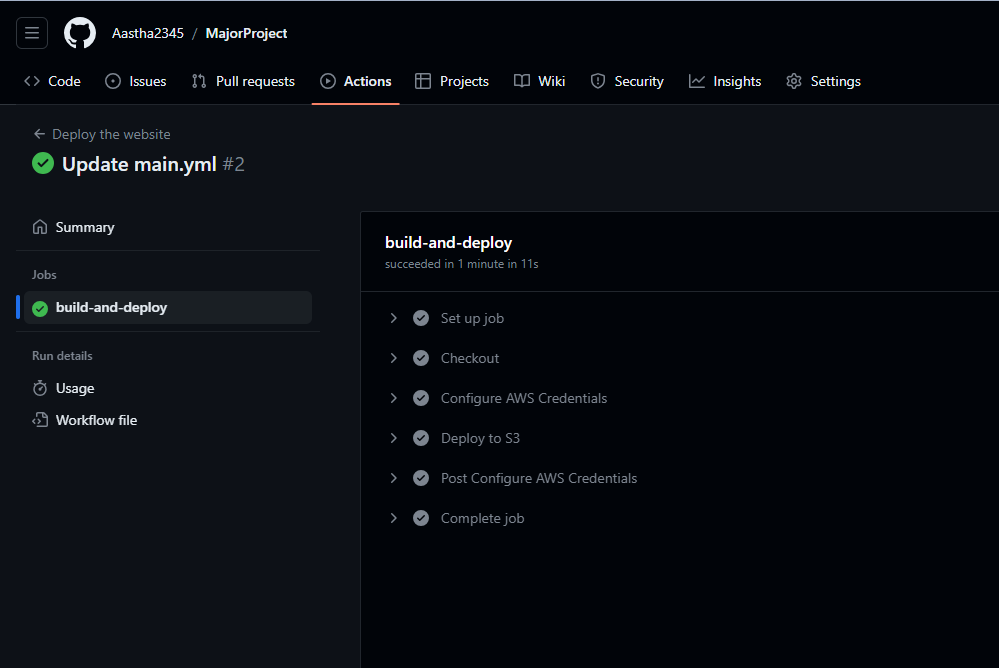 Aastha2345 / MajorProject
Code Issues Pull requests Actions Projects Wiki Security Insights Settings
← Deploy the website
Update main.yml #2
Summary
Jobs
build-and-deploy
Run details
Usage
Workflow file
build-and-deploy
succeeded in 1 minute in 11s
Set up job
Checkout
Configure AWS Credentials
Deploy to S3
Post Configure AWS Credentials
Complete job